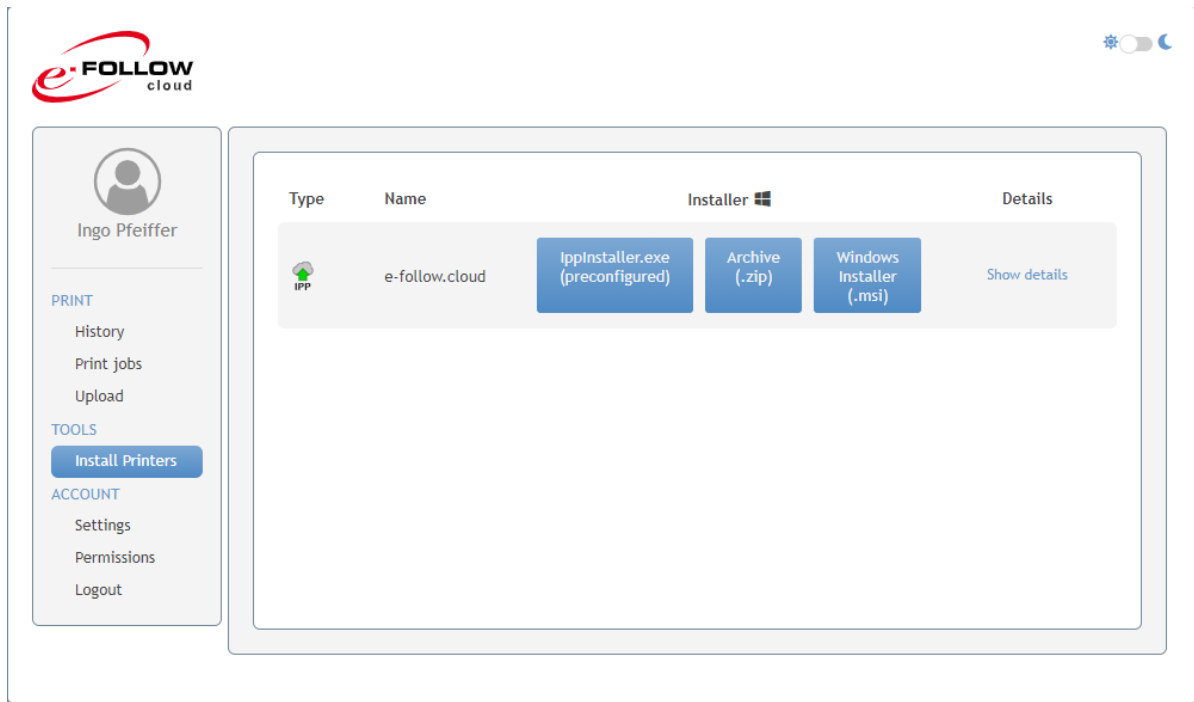 e-FOLLOW
cloud
Ingo Pfeiffer
PRINT
History
Print jobs
Upload
TOOLS
Install Printers
ACCOUNT
Settings
Permissions
Logout
Type Name Installer Details
IPP
e-follow.cloud
IppInstaller.exe
(preconfigured)
Archive
(.zip)
Windows
Installer
(.msi)
Show details